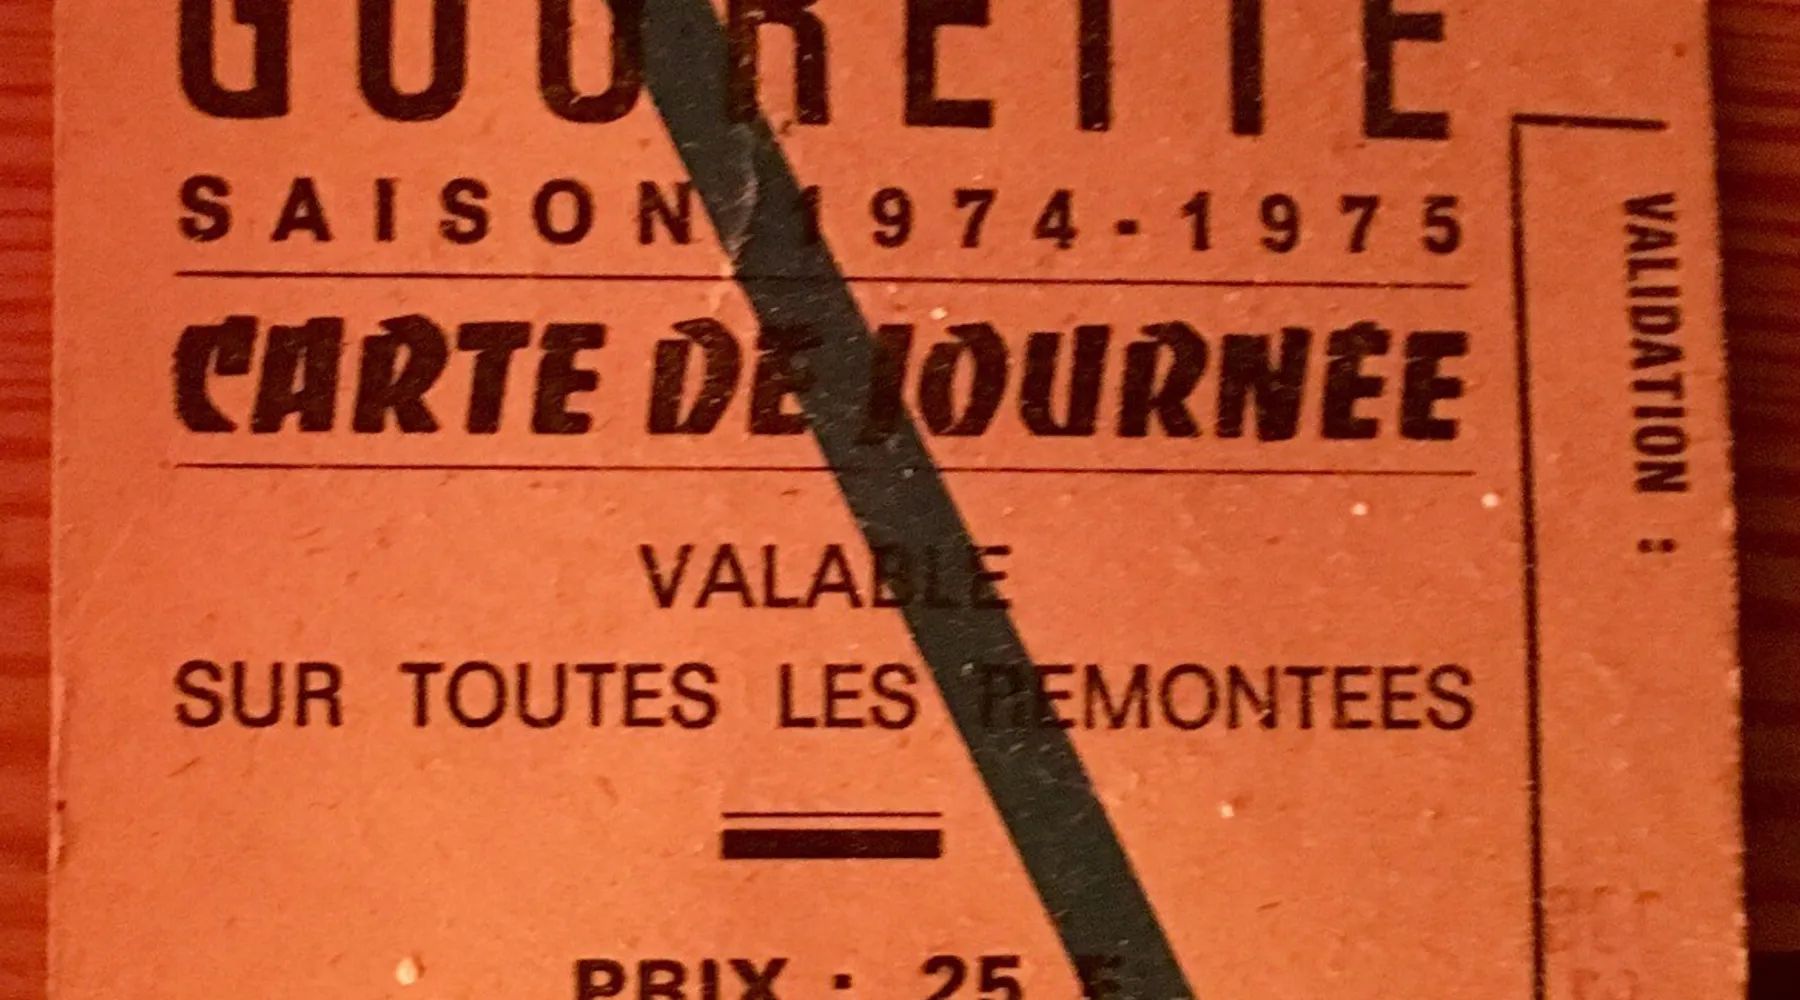 GOURETTE
SAISON 1974-1975
CARTE DE JOURNÉE
VALABLE
SUR TOUTES LES REMONTEES
PRIX : 25 F
VALIDATION :